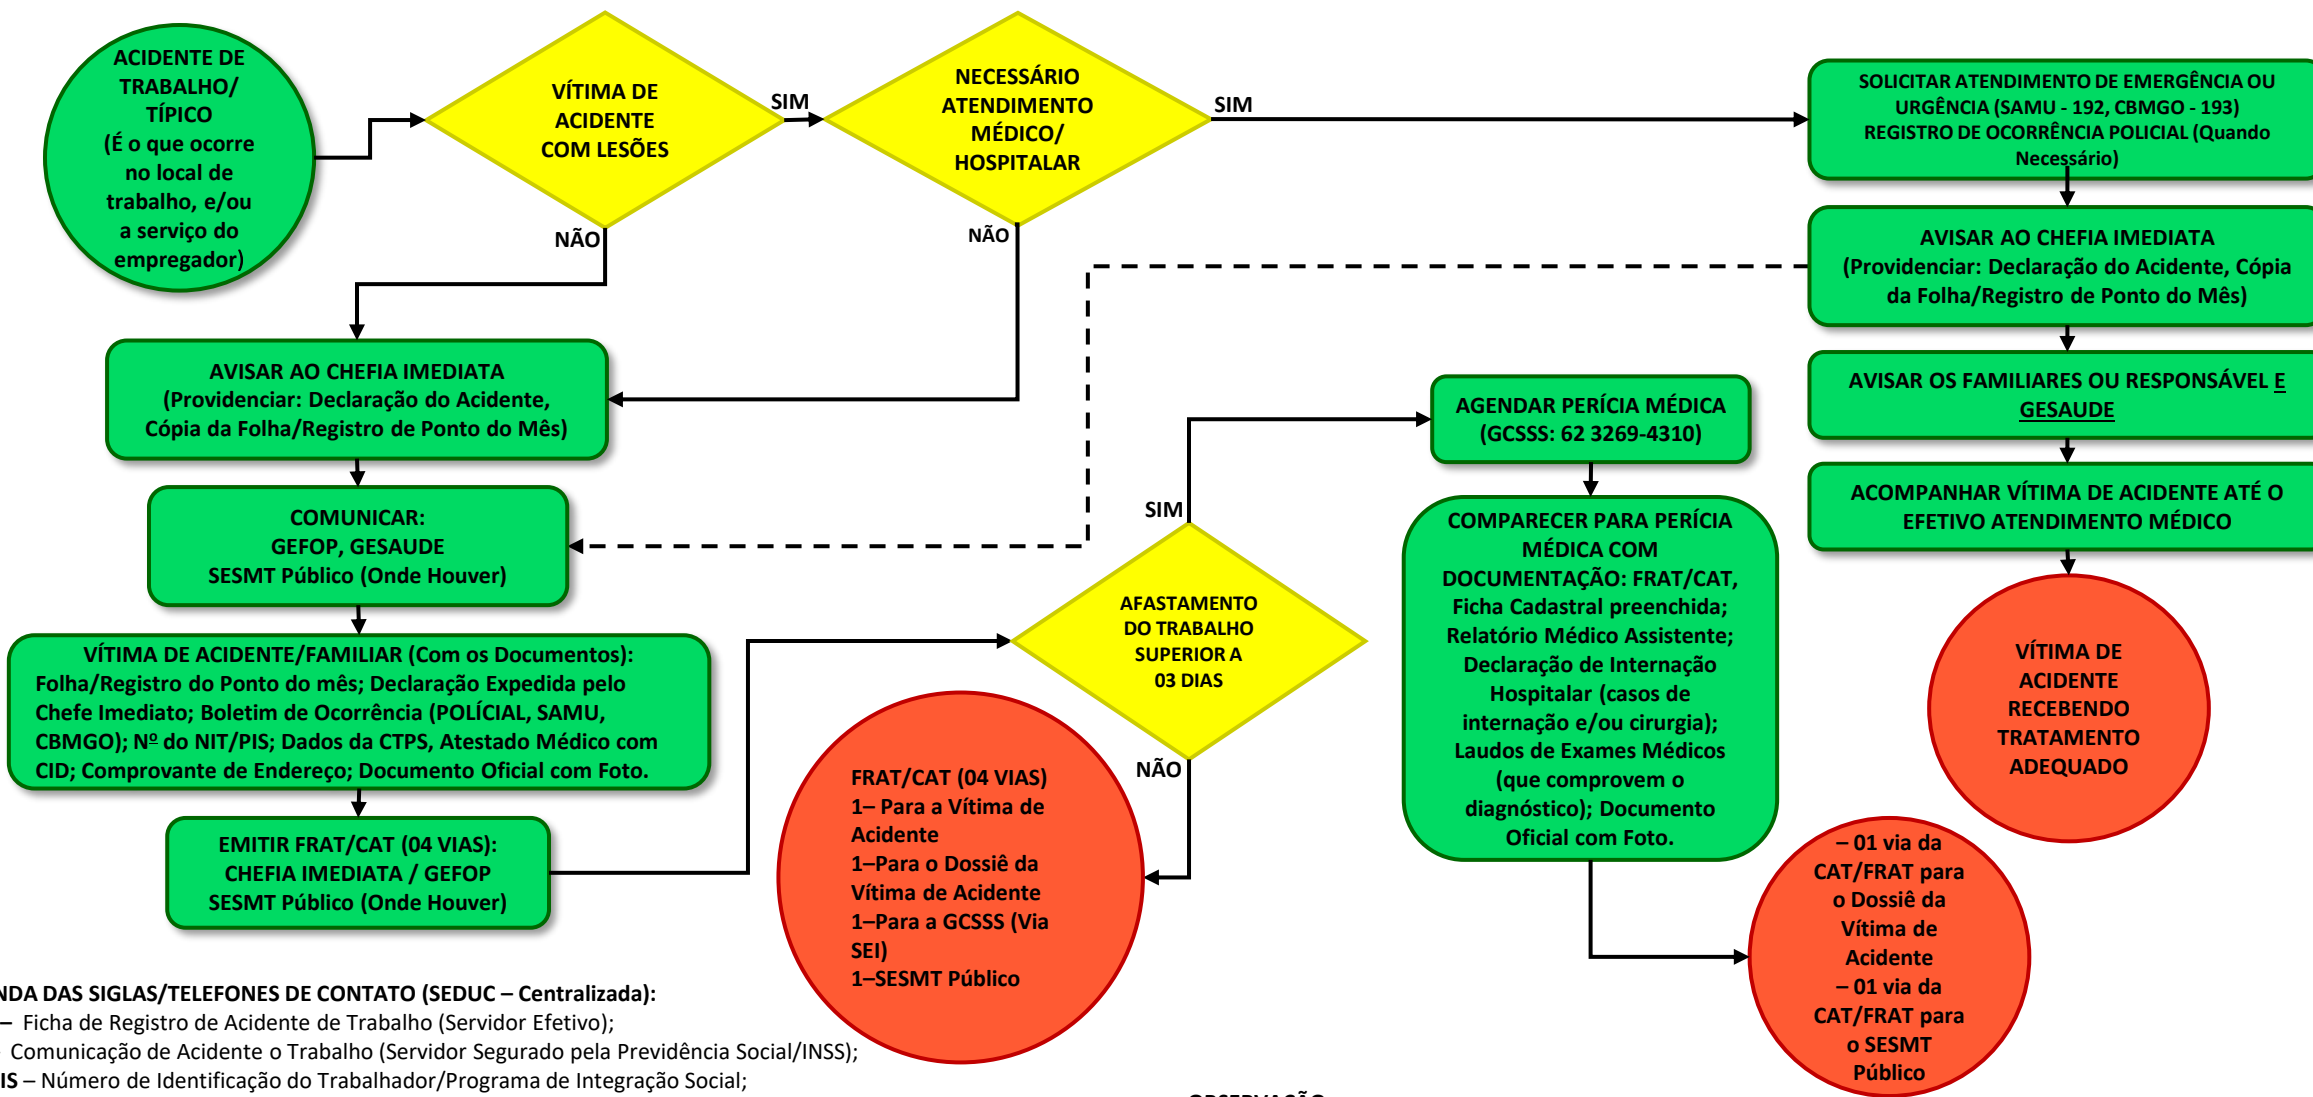 ACIDENTE DE
TRABALHO/
TÍPICO
(É o que ocorre
no local de
trabalho, e/ou
a serviço do
empregador)
VÍTIMA DE
ACIDENTE
COM LESÕES
SIM
NÃO
NECESSÁRIO
ATENDIMENTO
MÉDICO/
HOSPITALAR
SIM
NÃO
SOLICITAR ATENDIMENTO DE EMERGÊNCIA OU
URGÊNCIA (SAMU - 192, CBMGO - 193)
REGISTRO DE OCORRÊNCIA POLICIAL (Quando
Necessário)
AVISAR AO CHEFIA IMEDIATA
(Providenciar: Declaração do Acidente, Cópia
da Folha/Registro de Ponto do Mês)
AVISAR OS FAMILIARES OU RESPONSÁVEL E
GESAUDE
ACOMPANHAR VÍTIMA DE ACIDENTE ATÉ O
EFETIVO ATENDIMENTO MÉDICO
VÍTIMA DE
ACIDENTE
RECEBENDO
TRATAMENTO
ADEQUADO
AVISAR AO CHEFIA IMEDIATA
(Providenciar: Declaração do Acidente,
Cópia da Folha/Registro de Ponto do Mês)
COMUNICAR:
GEFOP, GESAUDE
SESMT Público (Onde Houver)
VÍTIMA DE ACIDENTE/FAMILIAR (Com os Documentos):
Folha/Registro do Ponto do mês; Declaração Expedida pelo
Chefe Imediato; Boletim de Ocorrência (POLÍCIAL, SAMU,
CBMGO); Nº do NIT/PIS; Dados da CTPS, Atestado Médico com
CID; Comprovante de Endereço; Documento Oficial com Foto.
EMITIR FRAT/CAT (04 VIAS):
CHEFIA IMEDIATA / GEFOP
SESMT Público (Onde Houver)
AFASTAMENTO
DO TRABALHO
SUPERIOR A
03 DIAS
SIM
NÃO
FRAT/CAT (04 VIAS)
1– Para a Vítima de
Acidente
1–Para o Dossiê da
Vítima de Acidente
1–Para a GCSSS (Via
SEI)
1–SESMT Público
AGENDAR PERÍCIA MÉDICA
(GCSSS: 62 3269-4310)
COMPARECER PARA PERÍCIA
MÉDICA COM
DOCUMENTAÇÃO: FRAT/CAT,
Ficha Cadastral preenchida;
Relatório Médico Assistente;
Declaração de Internação
Hospitalar (casos de
internação e/ou cirurgia);
Laudos de Exames Médicos
(que comprovem o
diagnóstico); Documento
Oficial com Foto.
– 01 via da
CAT/FRAT para
o Dossiê da
Vítima de
Acidente
– 01 via da
CAT/FRAT para
o SESMT
Público
NDA DAS SIGLAS/TELEFONES DE CONTATO (SEDUC – Centralizada):
– Ficha de Registro de Acidente de Trabalho (Servidor Efetivo);
Comunicação de Acidente o Trabalho (Servidor Segurado pela Previdência Social/INSS);
IS – Número de Identificação do Trabalhador/Programa de Integração Social;